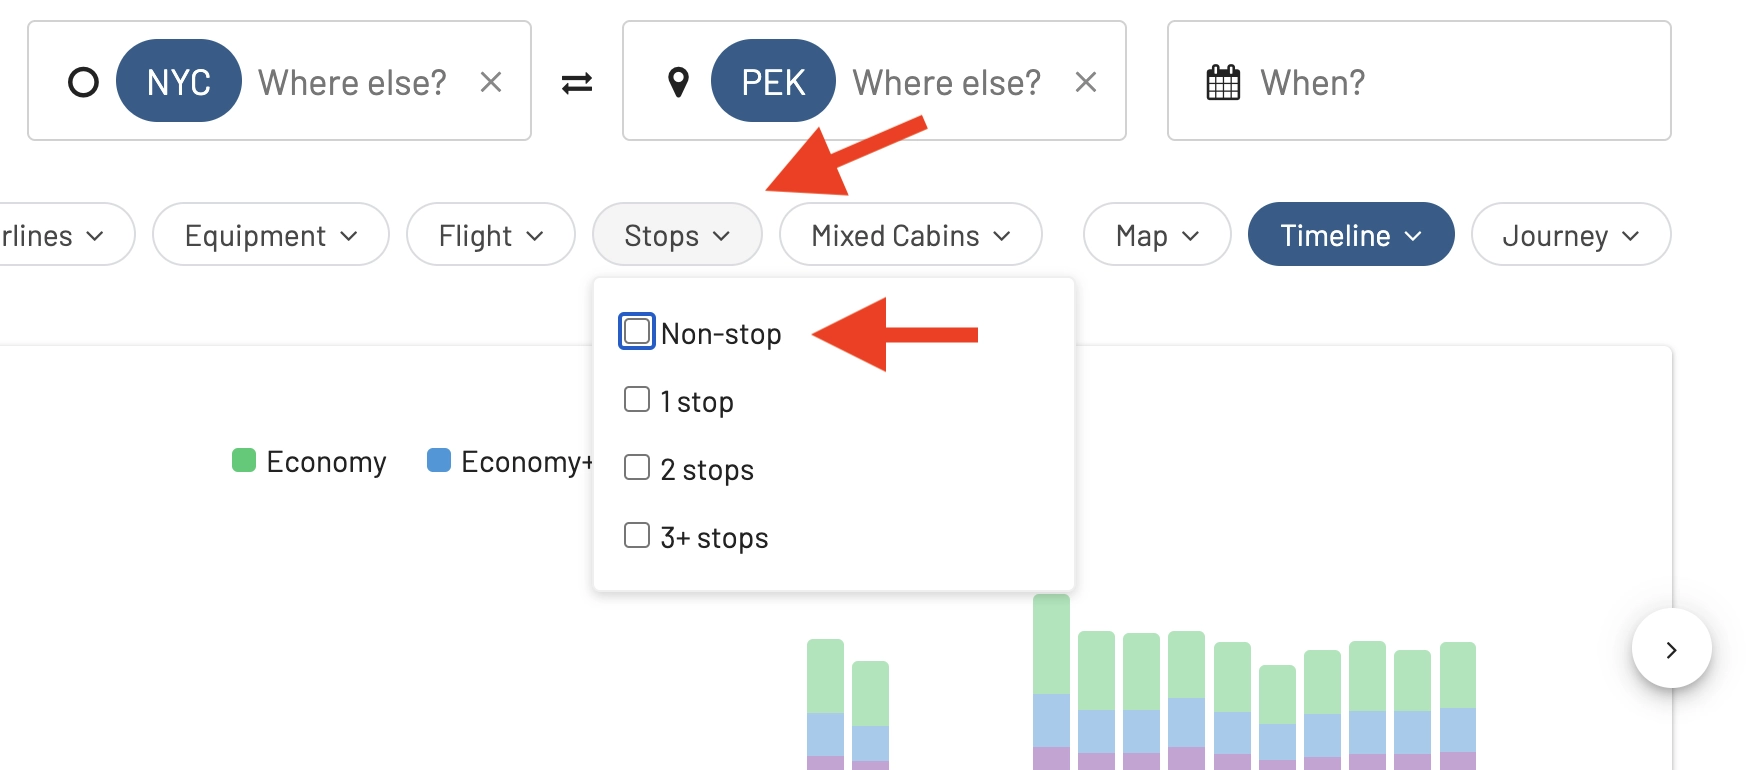 NYC Where else? PEK Where else? When?
rlines Equipment Flight Stops Mixed Cabins Map Timeline Journey
Non-stop
1 stop
2 stops
3+ stops
Economy Economy+